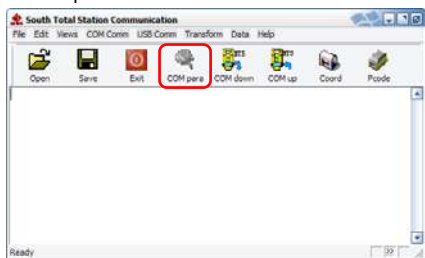 South Total Station Communication
File Edit Views COM Comm USB Comm Transform Data Help
Open Save Exit COM para COM down COM up Coord Pcode
Ready